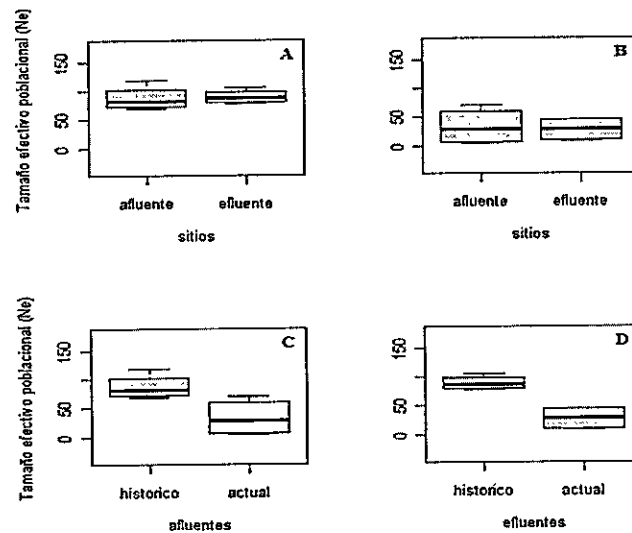 Tamaño efectivo poblacional (Ne)
150
50
0
A
afluente efluente
sitios
150
50
0
B
afluente efluente
sitios
Tamaño efectivo poblacional (Ne)
150
50
0
C
historico actual
afluentes
150
50
0
D
historico actual
efluentes